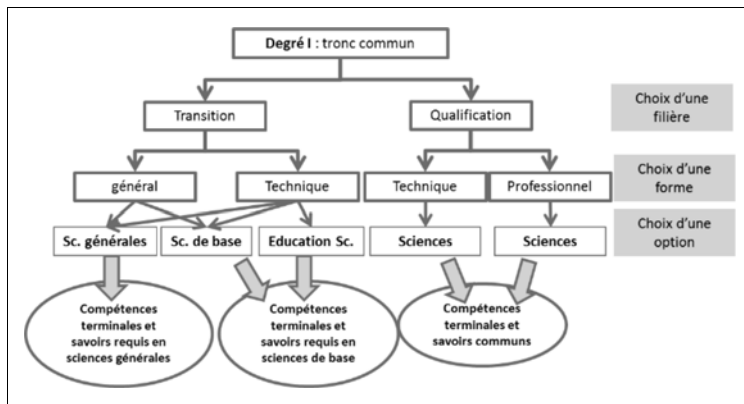 Degré I : tronc commun
Transition
Qualification
Choix d'une
filière
général
Technique
Technique
Professionnel
Choix d'une
forme
Sc. générales
Sc. de base
Education Sc.
Sciences
Sciences
Choix d'une
option
Compétences
terminales et
savoirs requis en
sciences générales
Compétences
terminales et
savoirs requis en
sciences de base
Compétences
terminales et
savoirs communs